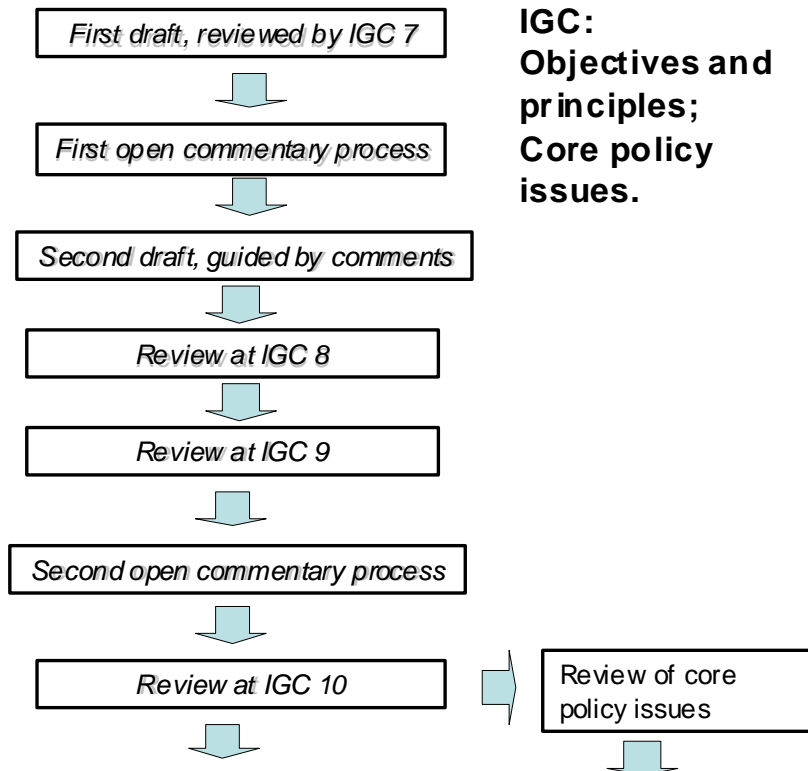 First draft, reviewed by IGC 7
IGC:
Objectives and
principles;
Core policy
issues.
First open commentary process
Second draft, guided by comments
Review at IGC 8
Review at IGC 9
Second open commentary process
Review at IGC 10
Review of core
policy issues